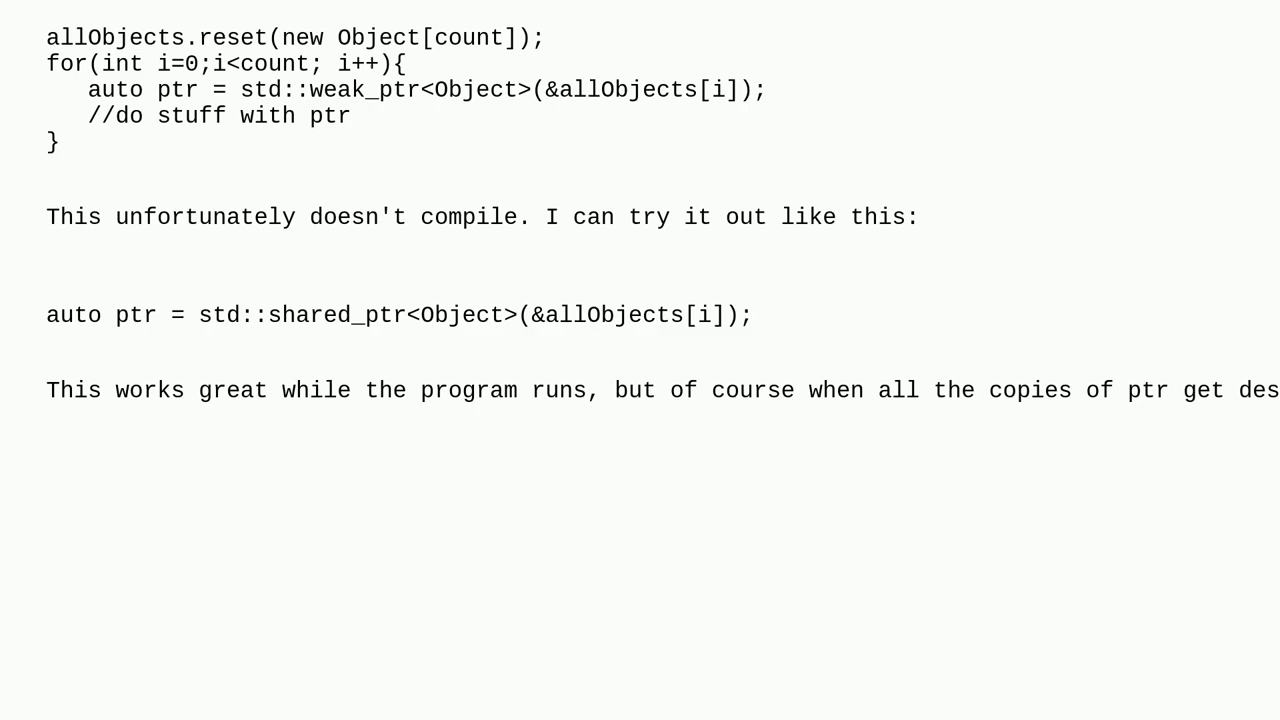 allObjects.reset(new Object[count]);
for(int i=0;i<count; i++){
   auto ptr = std::weak_ptr<Object>(&allObjects[i]);
   //do stuff with ptr
}
This unfortunately doesn't compile. I can try it out like this:
auto ptr = std::shared_ptr<Object>(&allObjects[i]);
This works great while the program runs, but of course when all the copies of ptr get des